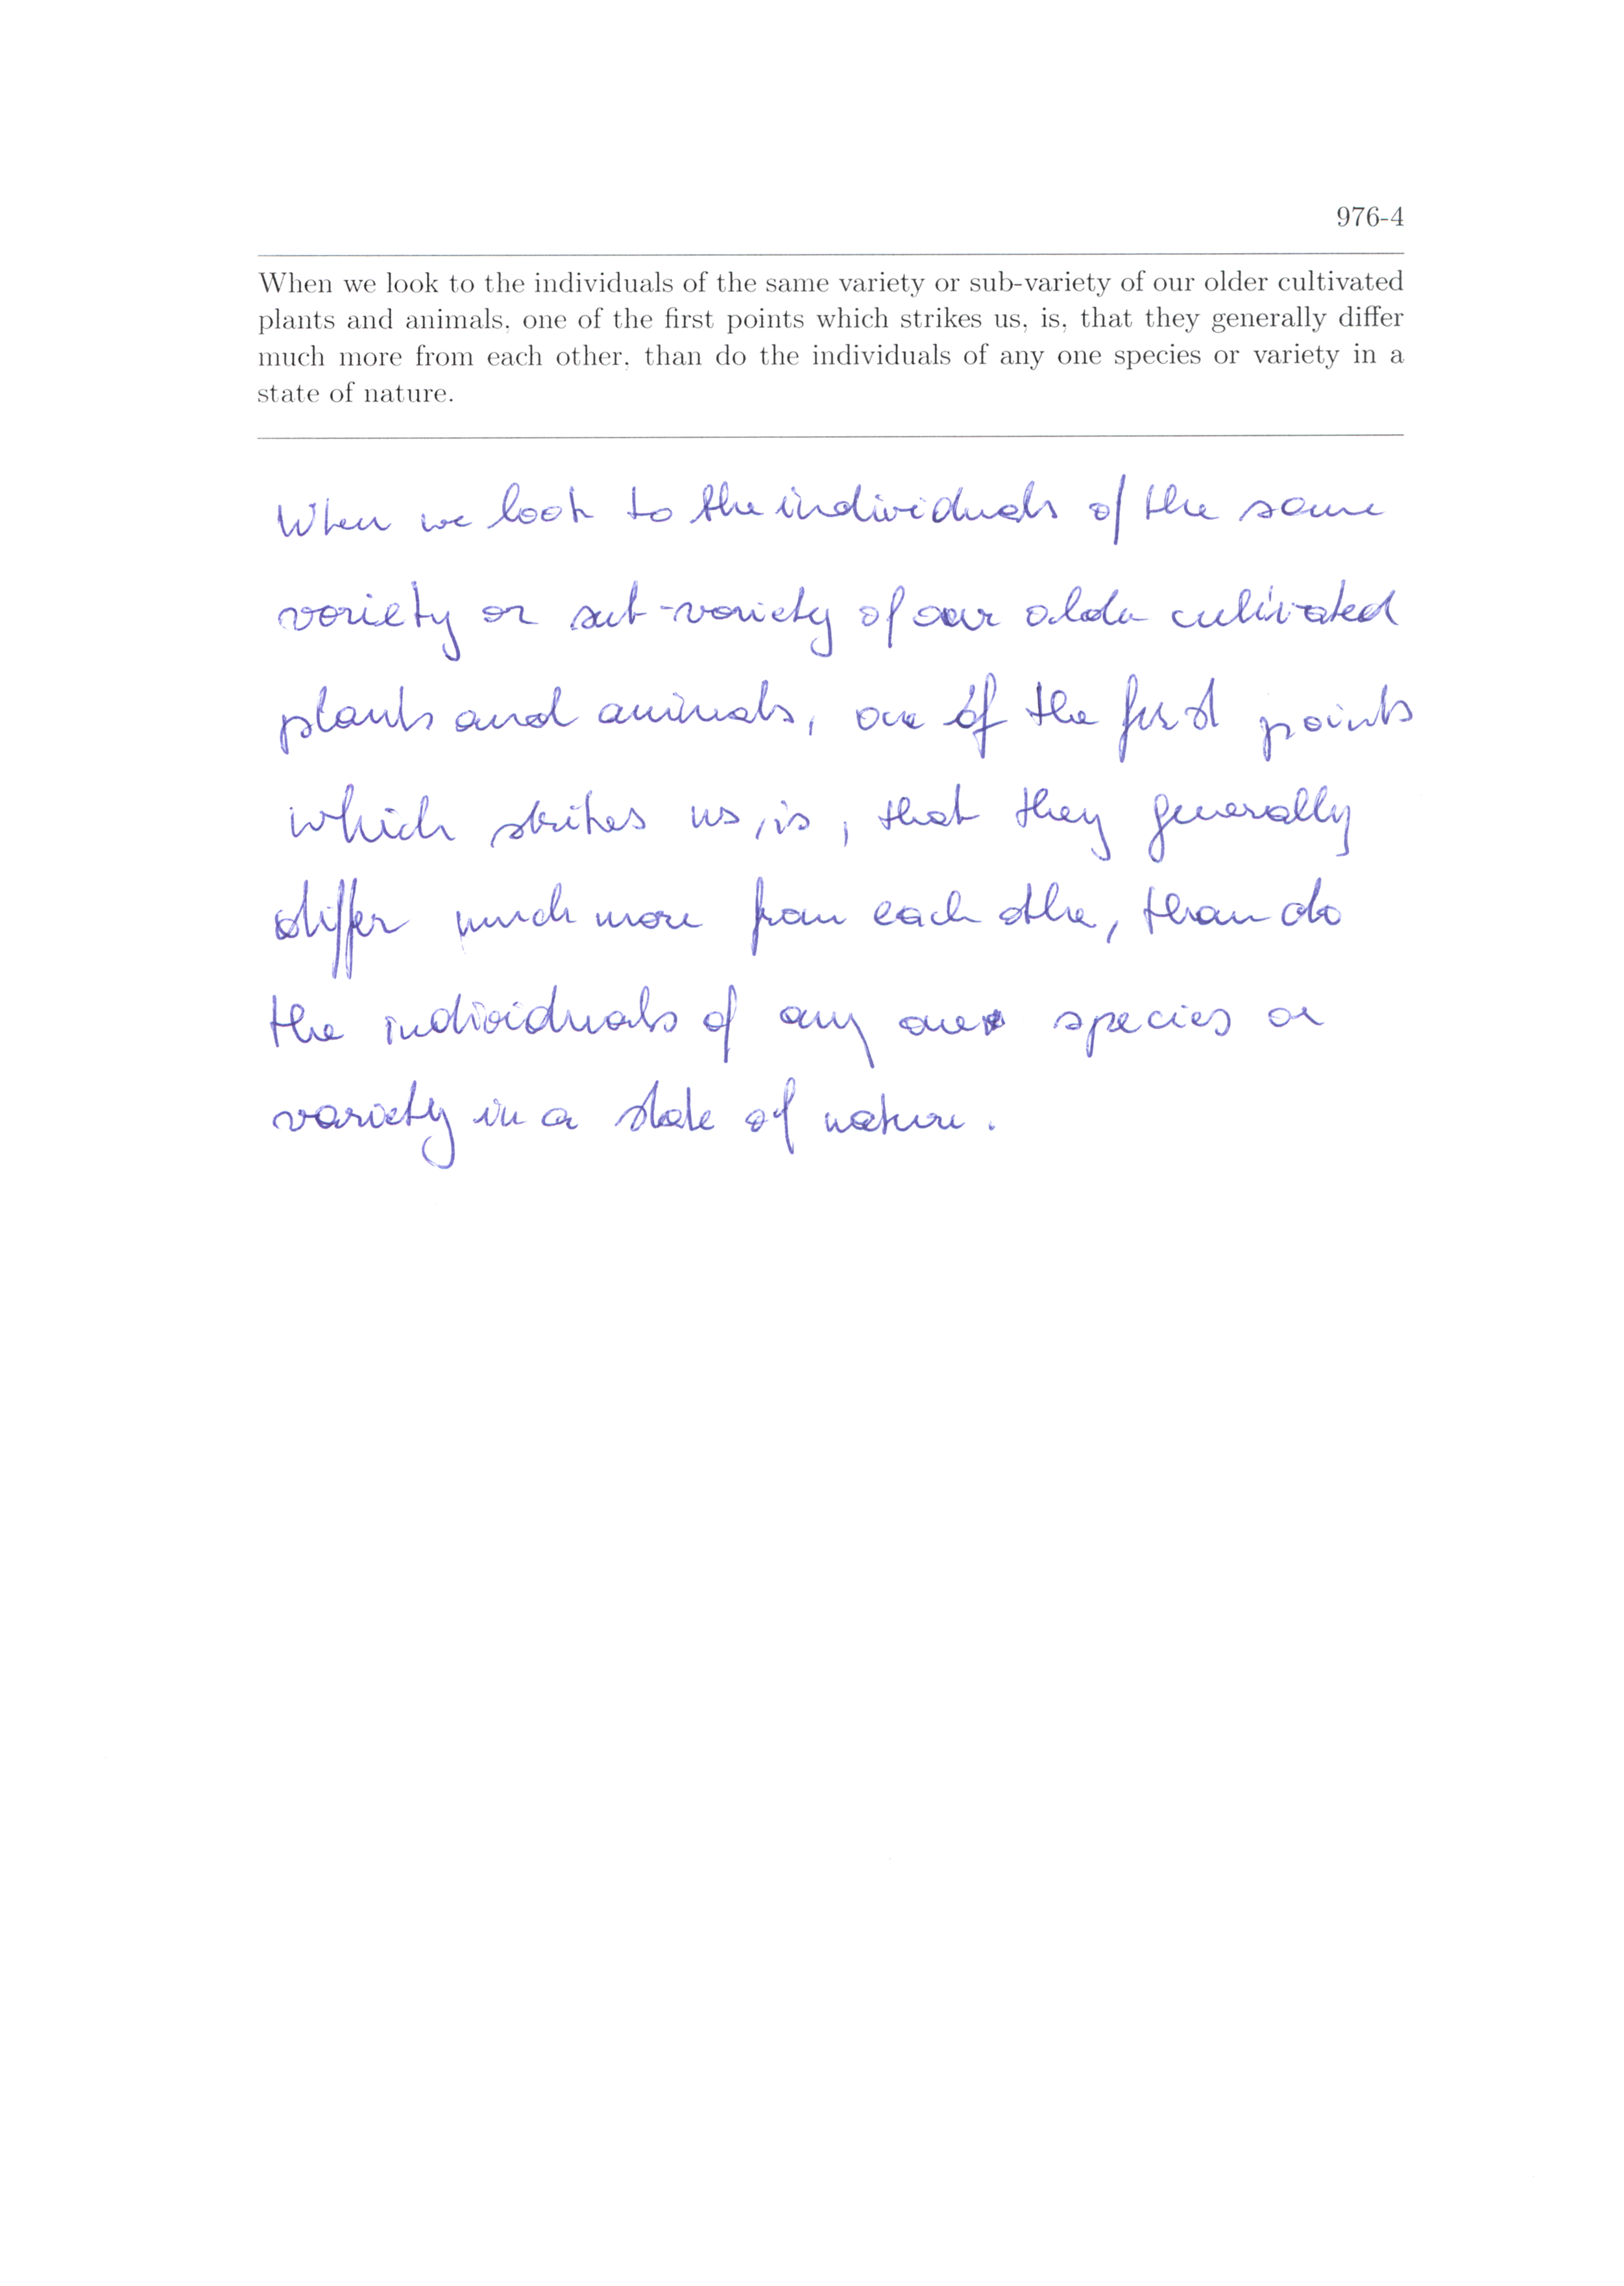 976-4
When we look to the individuals of the same variety or sub-variety of our older cultivated
plants and animals, one of the first points which strikes us, is, that they generally differ
much more from each other, than do the individuals of any one species or variety in a
state of nature.
When we look to the individuals of the same
variety or sub-variety of our older cultivated
plants and animals, one of the first points
which strikes us, is, that they generally
differ much more from each other, than do
the individuals of any one species or
variety in a state of nature.